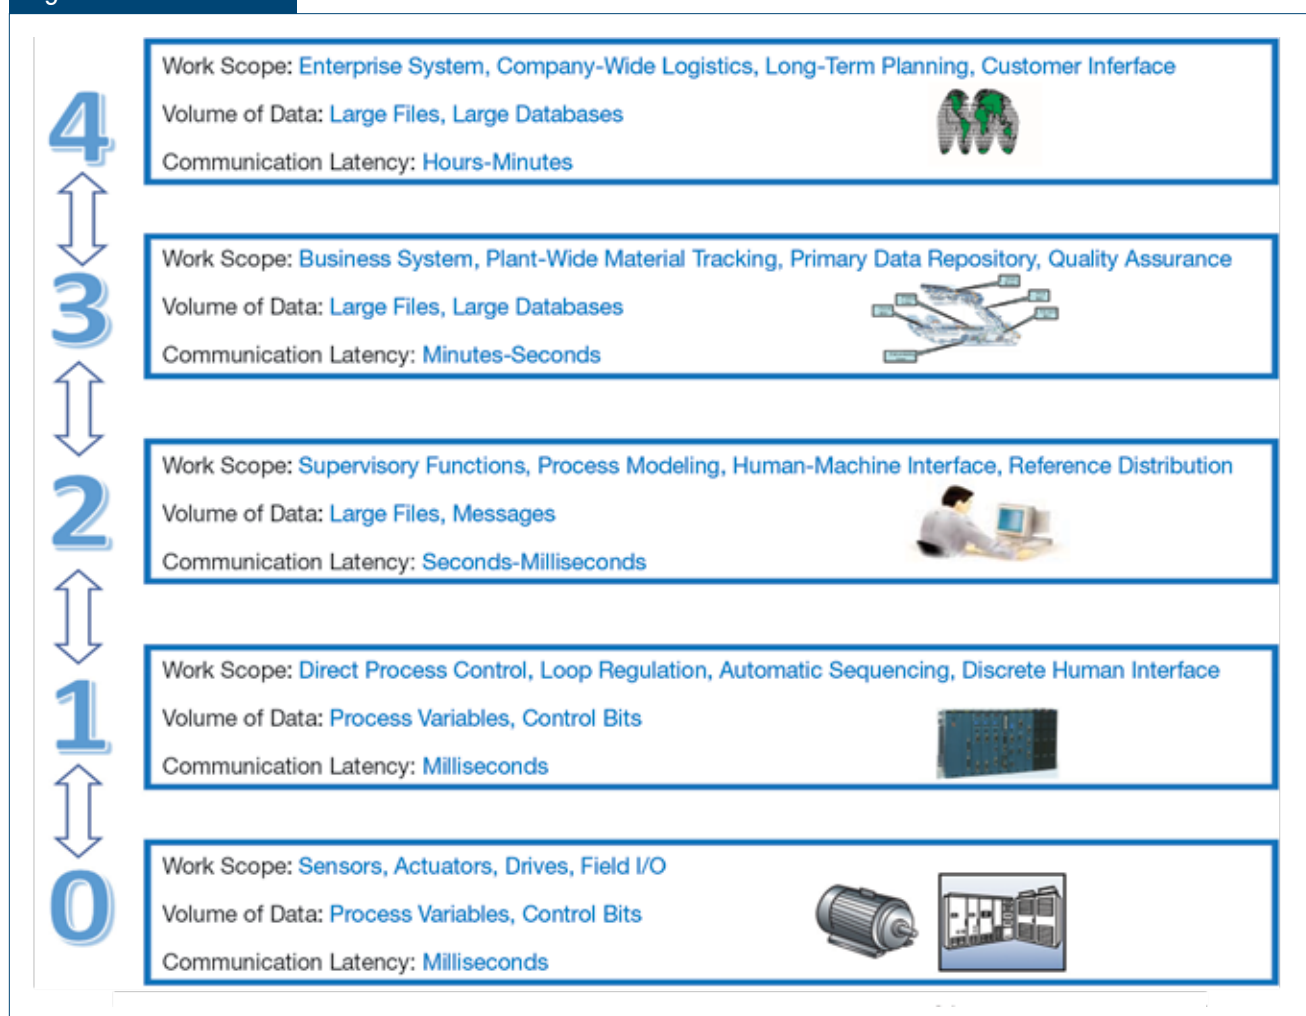 4
Work Scope: Enterprise System, Company-Wide Logistics, Long-Term Planning, Customer Inferface
Volume of Data: Large Files, Large Databases
Communication Latency: Hours-Minutes
3
Work Scope: Business System, Plant-Wide Material Tracking, Primary Data Repository, Quality Assurance
Volume of Data: Large Files, Large Databases
Communication Latency: Minutes-Seconds
2
Work Scope: Supervisory Functions, Process Modeling, Human-Machine Interface, Reference Distribution
Volume of Data: Large Files, Messages
Communication Latency: Seconds-Milliseconds
1
Work Scope: Direct Process Control, Loop Regulation, Automatic Sequencing, Discrete Human Interface
Volume of Data: Process Variables, Control Bits
Communication Latency: Milliseconds
0
Work Scope: Sensors, Actuators, Drives, Field I/O
Volume of Data: Process Variables, Control Bits
Communication Latency: Milliseconds